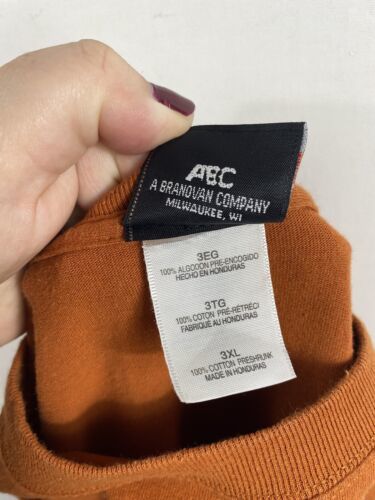 ABC
A BRANOVAN COMPANY
MILWAUKEE, WI
3EG
100% ALGODON PRE-ENCOGIDO
HECHO EN HONDURAS
3TG
100% COTON PRÉ-RÉTRÉCI
FABRIQUE AU HONDURAS
3XL
100% COTTON PRESHRUNK
MADE IN HONDURAS